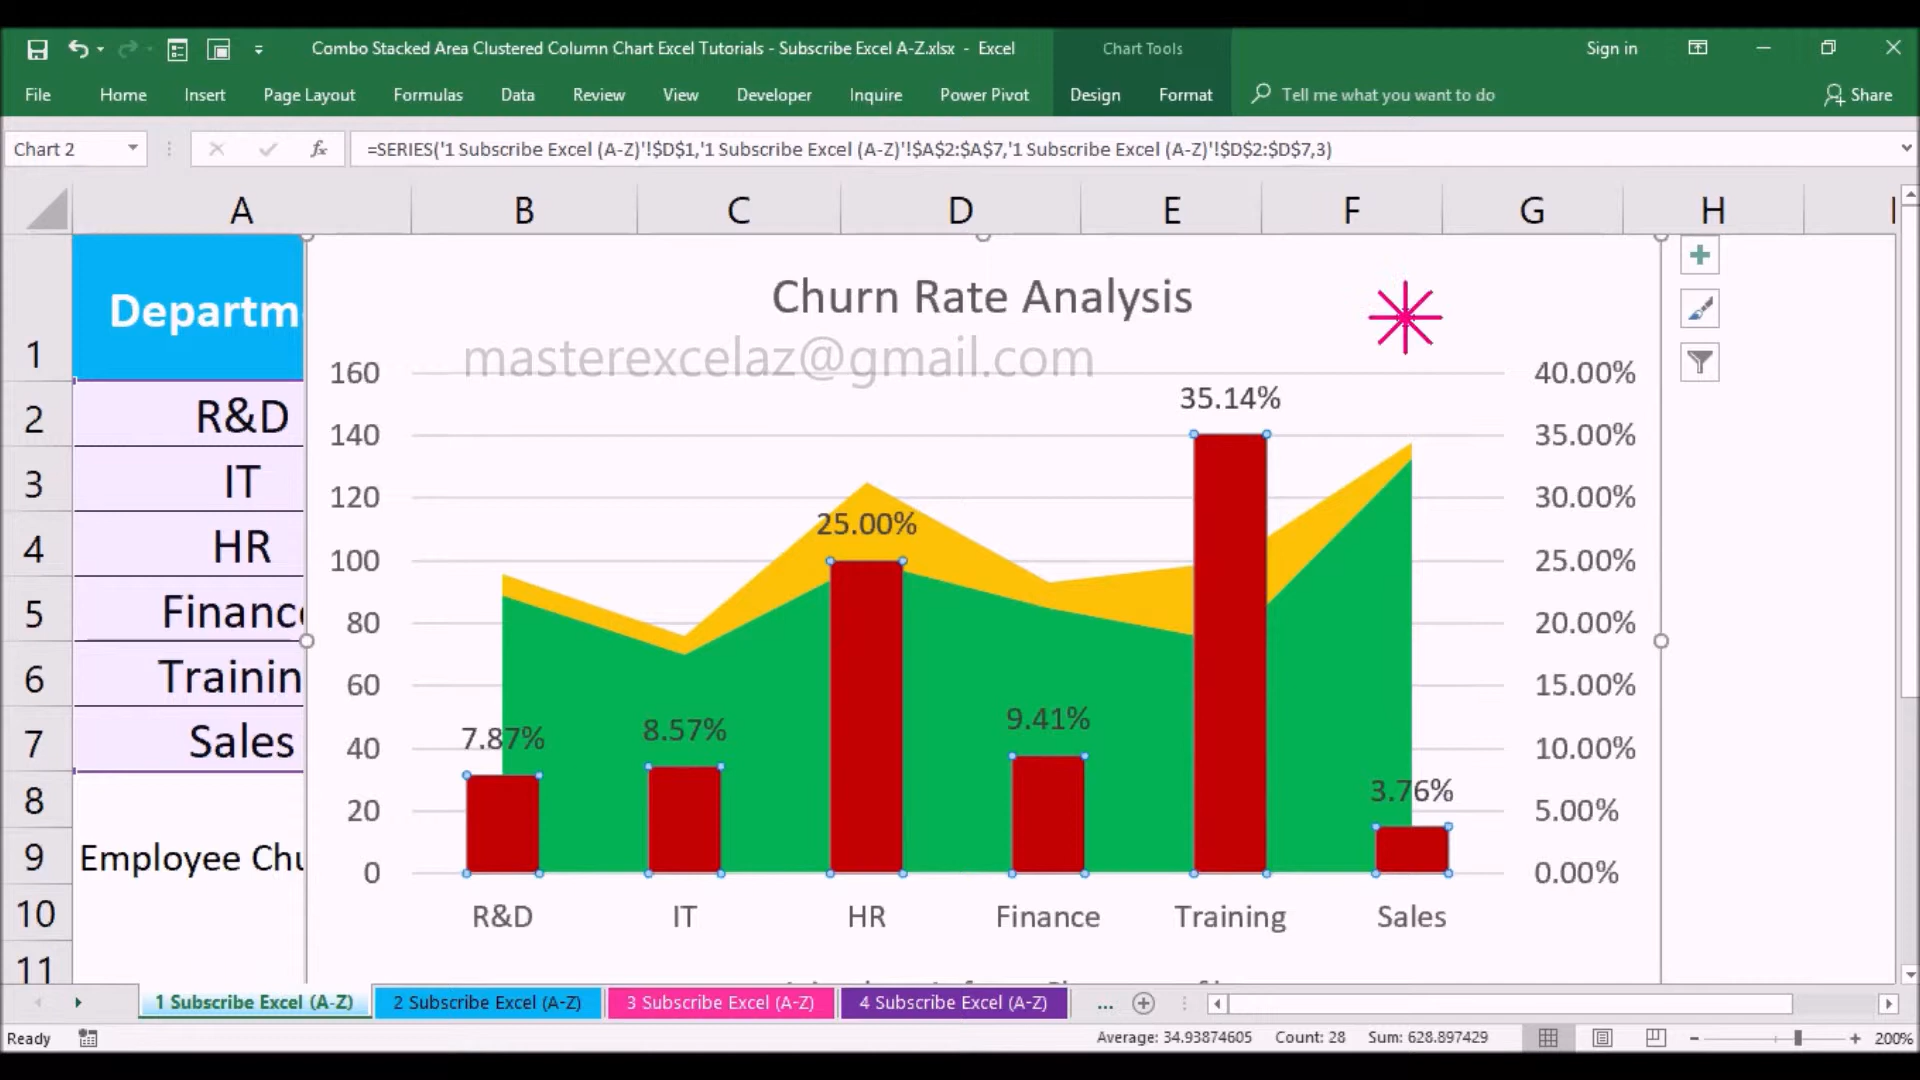 Combo Stacked Area Clustered Column Chart Excel Tutorials - Subscribe Excel A-Z.xlsx - Excel
Chart Tools
Sign in
File Home Insert Page Layout Formulas Data Review View Developer Inquire Power Pivot Design Format Tell me what you want to do Share
Chart 2 fx =SERIES('1 Subscribe Excel (A-Z)'!$D$1,'1 Subscribe Excel (A-Z)'!$A$2:$A$7,'1 Subscribe Excel (A-Z)'!$D$2:$D$7,3)
A B C D E F G H
1 Departm
2 R&D
3 IT
4 HR
5 Financ
6 Trainin
7 Sales
8
9 Employee Chu
10
11
Churn Rate Analysis
masterexcelaz@gmail.com
160 40.00%
35.14%
140 35.00%
120 30.00%
25.00%
100 25.00%
80 20.00%
60 15.00%
7.87% 8.57% 9.41%
40 10.00%
3.76%
20 5.00%
0 0.00%
R&D IT HR Finance Training Sales
1 Subscribe Excel (A-Z) 2 Subscribe Excel (A-Z) 3 Subscribe Excel (A-Z) 4 Subscribe Excel (A-Z) ...
Ready Average: 34.93874605 Count: 28 Sum: 628.897429 200%